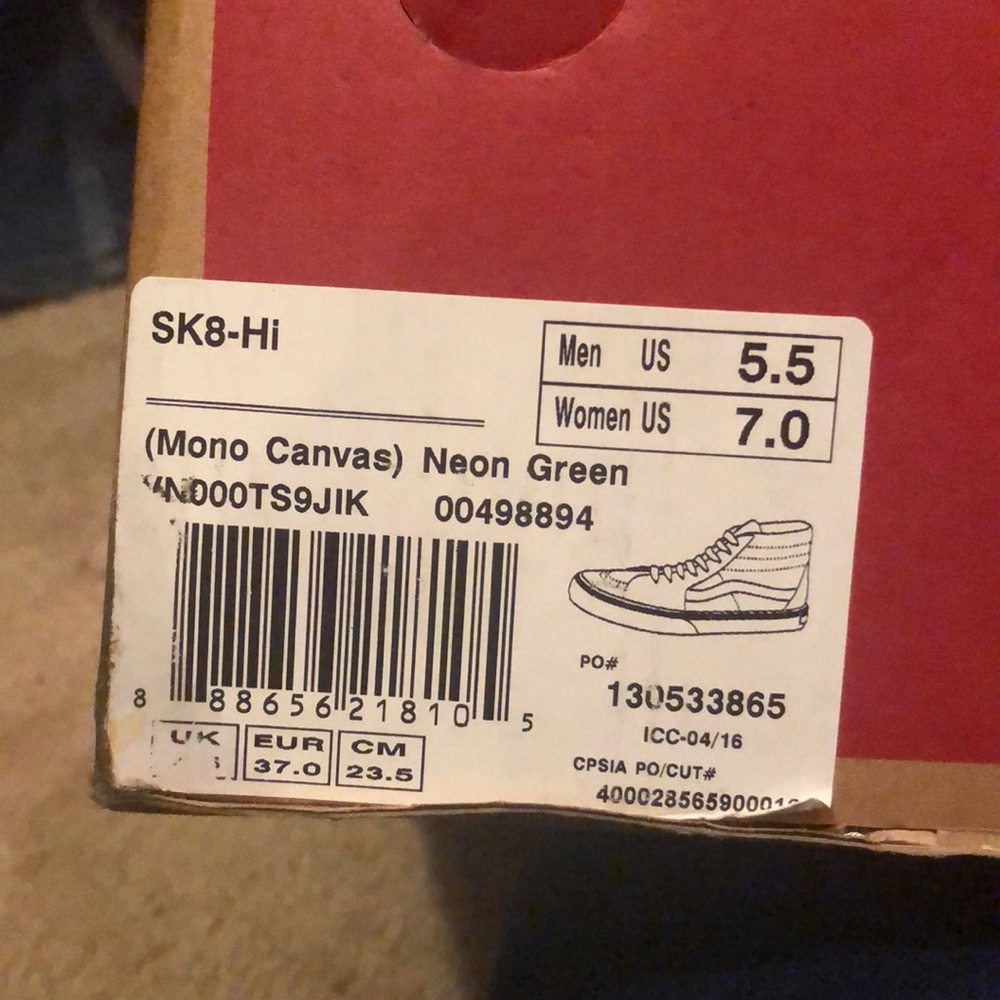 SK8-Hi
Men US 5.5
Women US 7.0
(Mono Canvas) Neon Green
VN000TS9JIK 00498894
8 88656 21810 5
PO#
130533865
ICC-04/16
CPSIA PO/CUT#
UK EUR CM
37.0 23.5